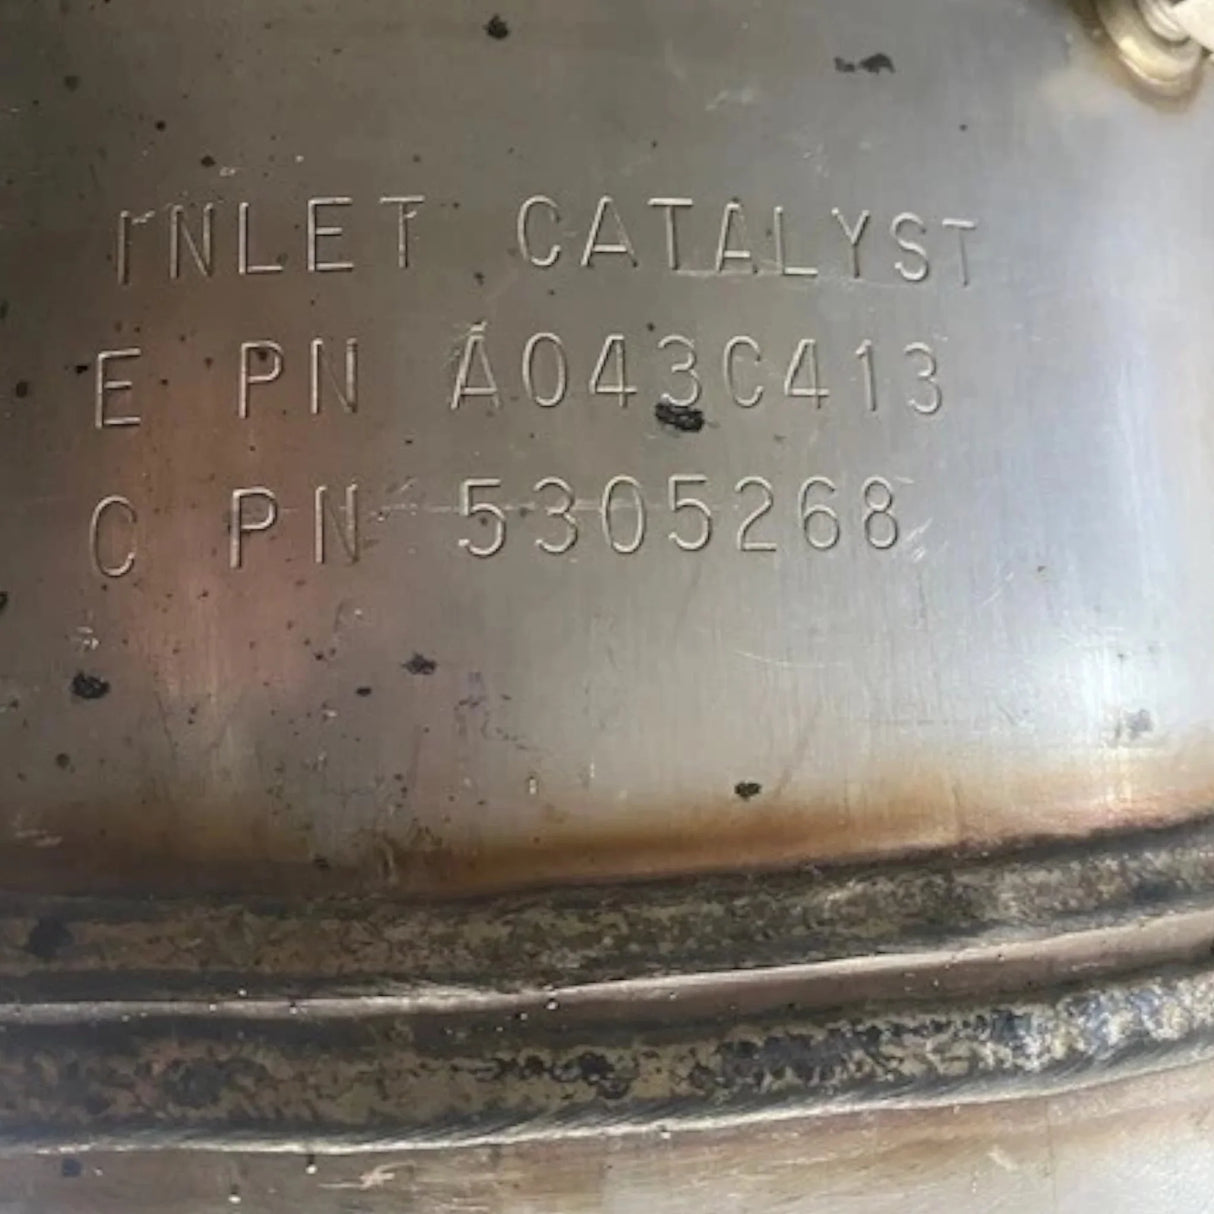 INLET CATALYST
E PN A043C413
C PN 5305268